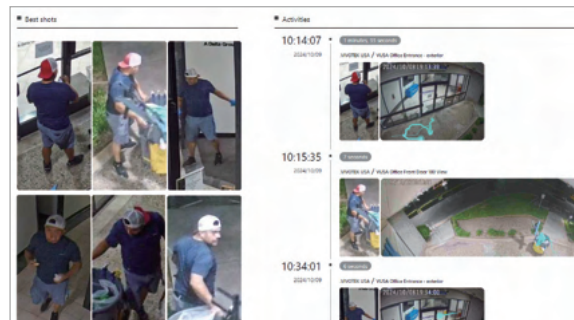 Best shots
Activities
10:14:07
2024/10/09
VIVOTEK USA / VUSA Office Entrance - exterior
10:15:35
7 seconds
2024/10/09
VIVOTEK USA / VUSA Office Front Door 180 View
10:34:01
6 seconds
2024/10/09
VIVOTEK USA / VUSA Office Entrance - exterior